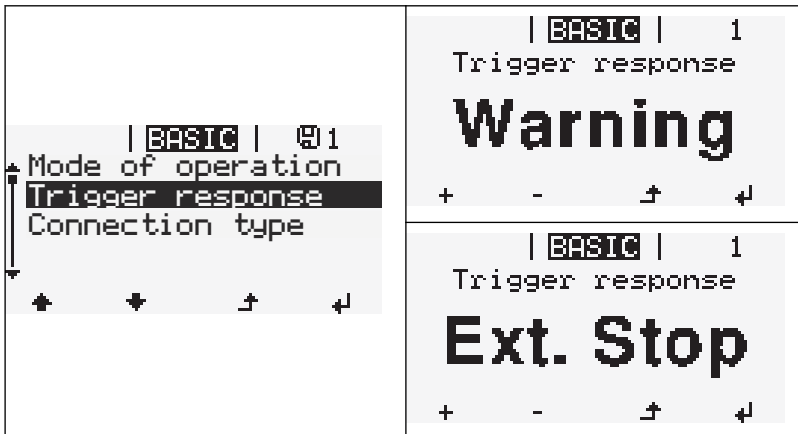 | BASIC | 1
Mode of operation
Trigger response
Connection type
| BASIC | 1
Trigger response
Warning
+ -
| BASIC | 1
Trigger response
Ext. Stop
+ -